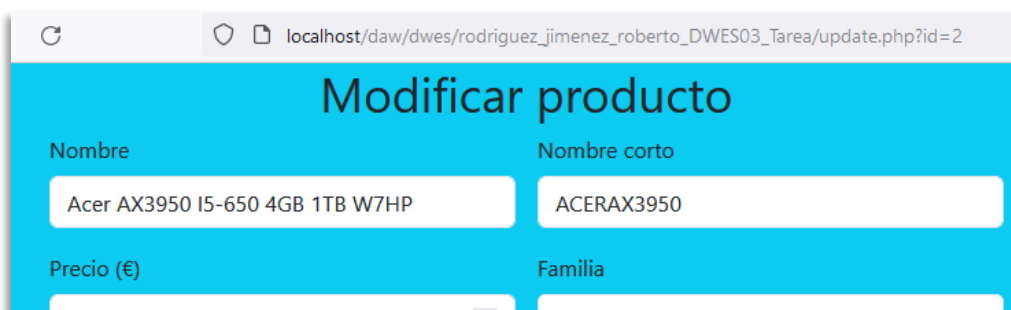 localhost/daw/dwes/rodriguez_jimenez_roberto_DWES03_Tarea/update.php?id=2
Modificar producto
Nombre
Nombre corto
Acer AX3950 I5-650 4GB 1TB W7HP
ACERAX3950
Precio (€)
Familia